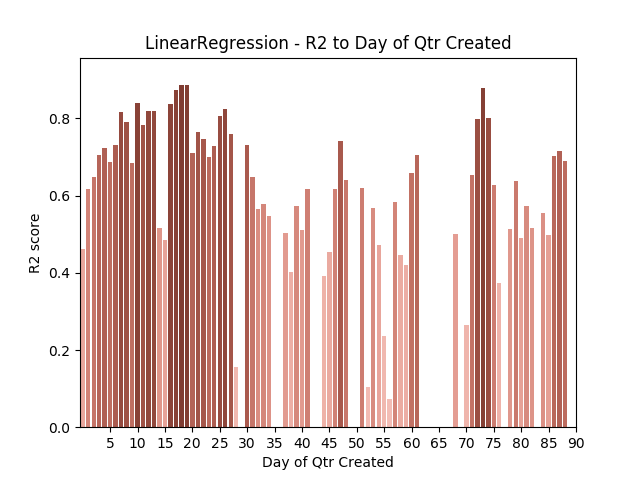 LinearRegression - R2 to Day of Qtr Created
R2 score
0.8
0.6
0.4
0.2
0.0
5 10 15 20 25 30 35 40 45 50 55 60 65 70 75 80 85 90
Day of Qtr Created